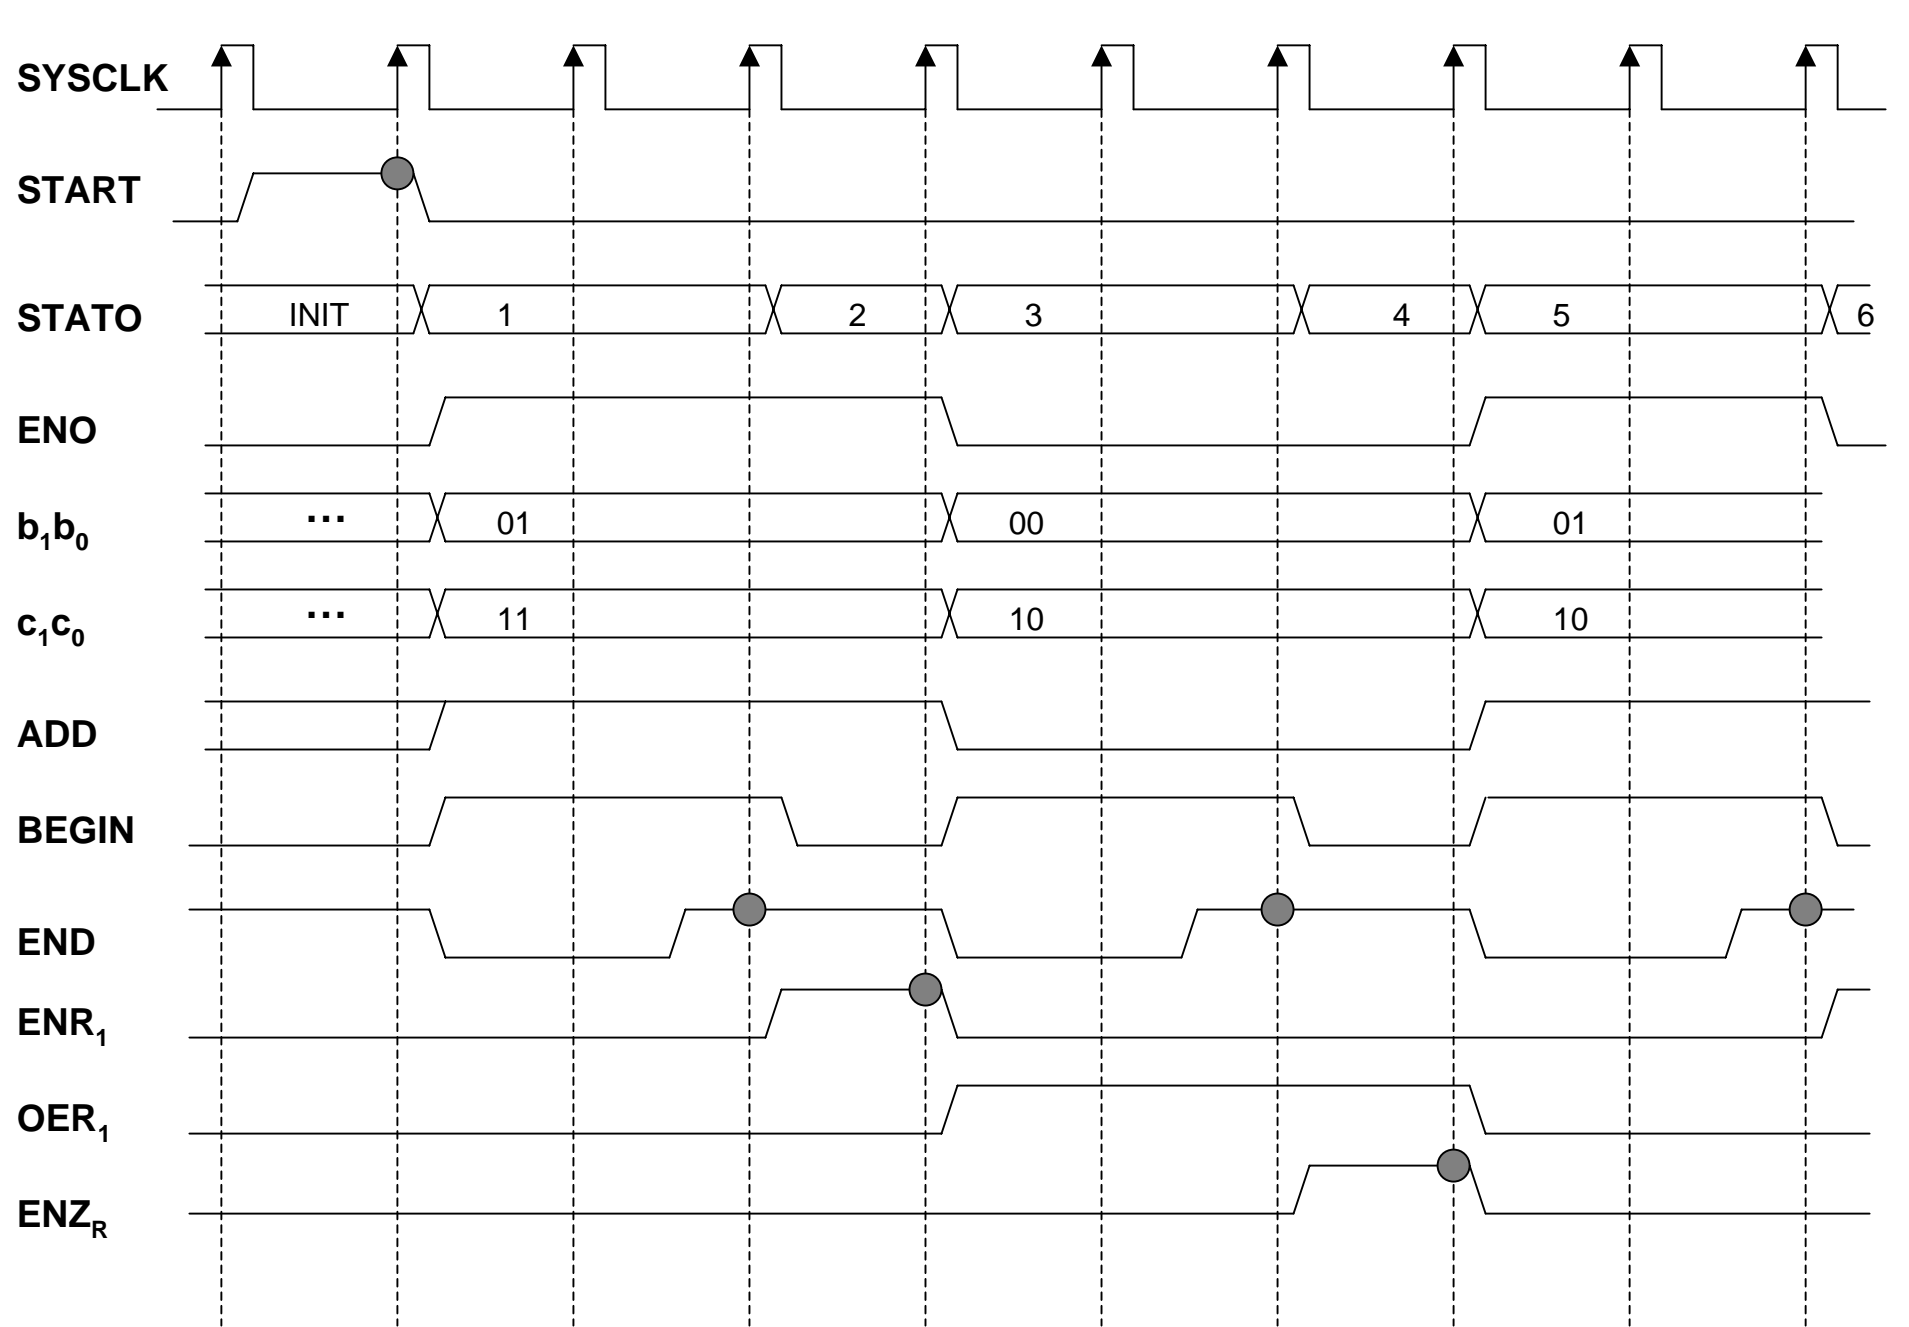 SYSCLK
START
STATO INIT 1 2 3 4 5 6
ENO
b₁b₀ ... 01 00 01
c₁c₀ ... 11 10 10
ADD
BEGIN
END
ENR₁
OER₁
ENZ_R